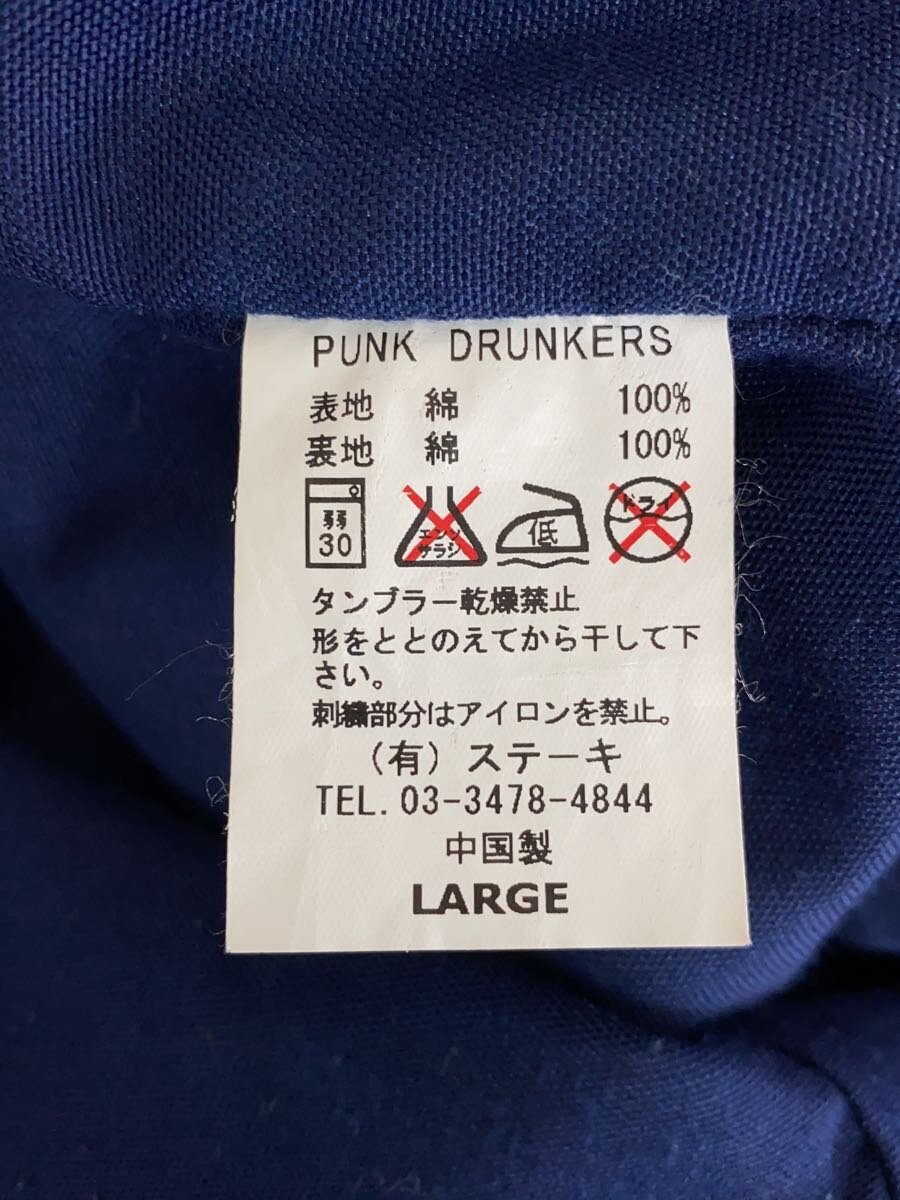 PUNK DRUNKERS
表地 綿 100%
裏地 綿 100%
弱
30
エンソ
サラシ
低
ドライ
タンブラー乾燥禁止
形をととのえてから干して下
さい。
刺繍部分はアイロンを禁止。
(有) ステーキ
TEL. 03-3478-4844
中国製
LARGE